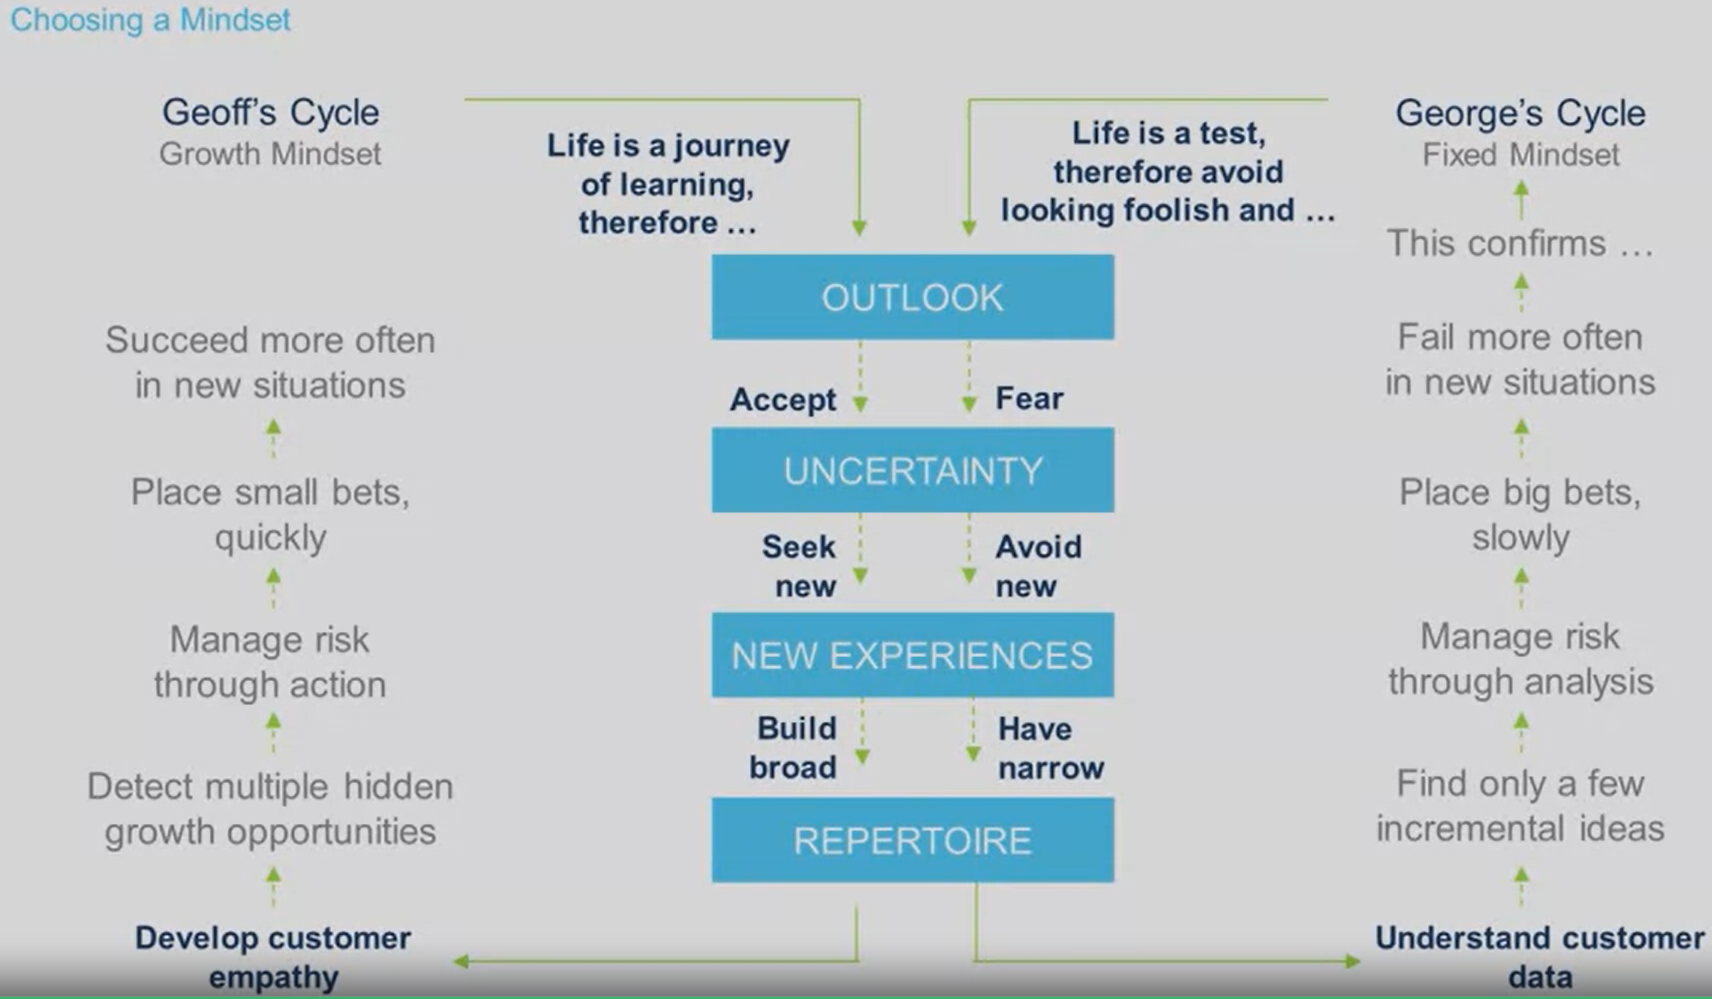 Choosing a Mindset
Geoff's Cycle
Growth Mindset
Life is a journey
of learning,
therefore ...
Life is a test,
therefore avoid
looking foolish and ...
George's Cycle
Fixed Mindset
This confirms ...
OUTLOOK
Accept
Fear
UNCERTAINTY
Seek
new
Avoid
new
NEW EXPERIENCES
Build
broad
Have
narrow
REPERTOIRE
Succeed more often
in new situations
Place small bets,
quickly
Manage risk
through action
Detect multiple hidden
growth opportunities
Develop customer
empathy
Fail more often
in new situations
Place big bets,
slowly
Manage risk
through analysis
Find only a few
incremental ideas
Understand customer
data